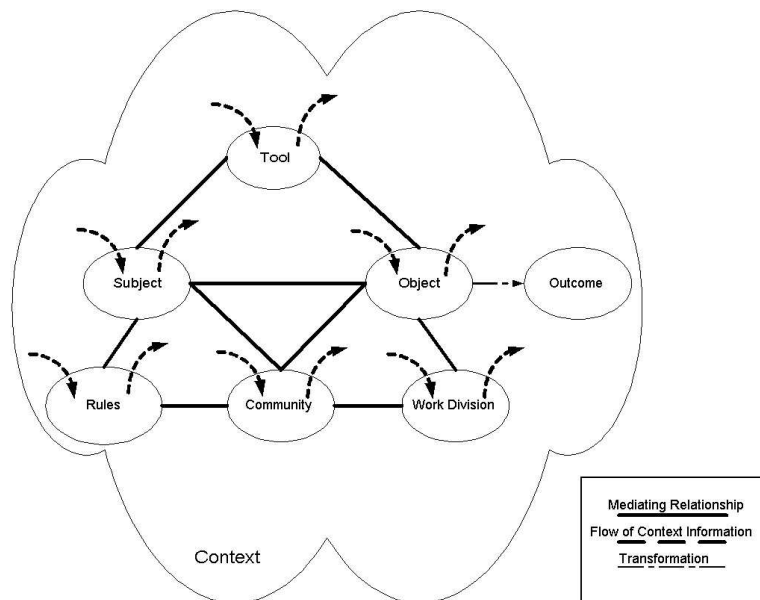 Tool
Subject
Object
Outcome
Rules
Community
Work Division
Context
Mediating Relationship
Flow of Context Information
Transformation